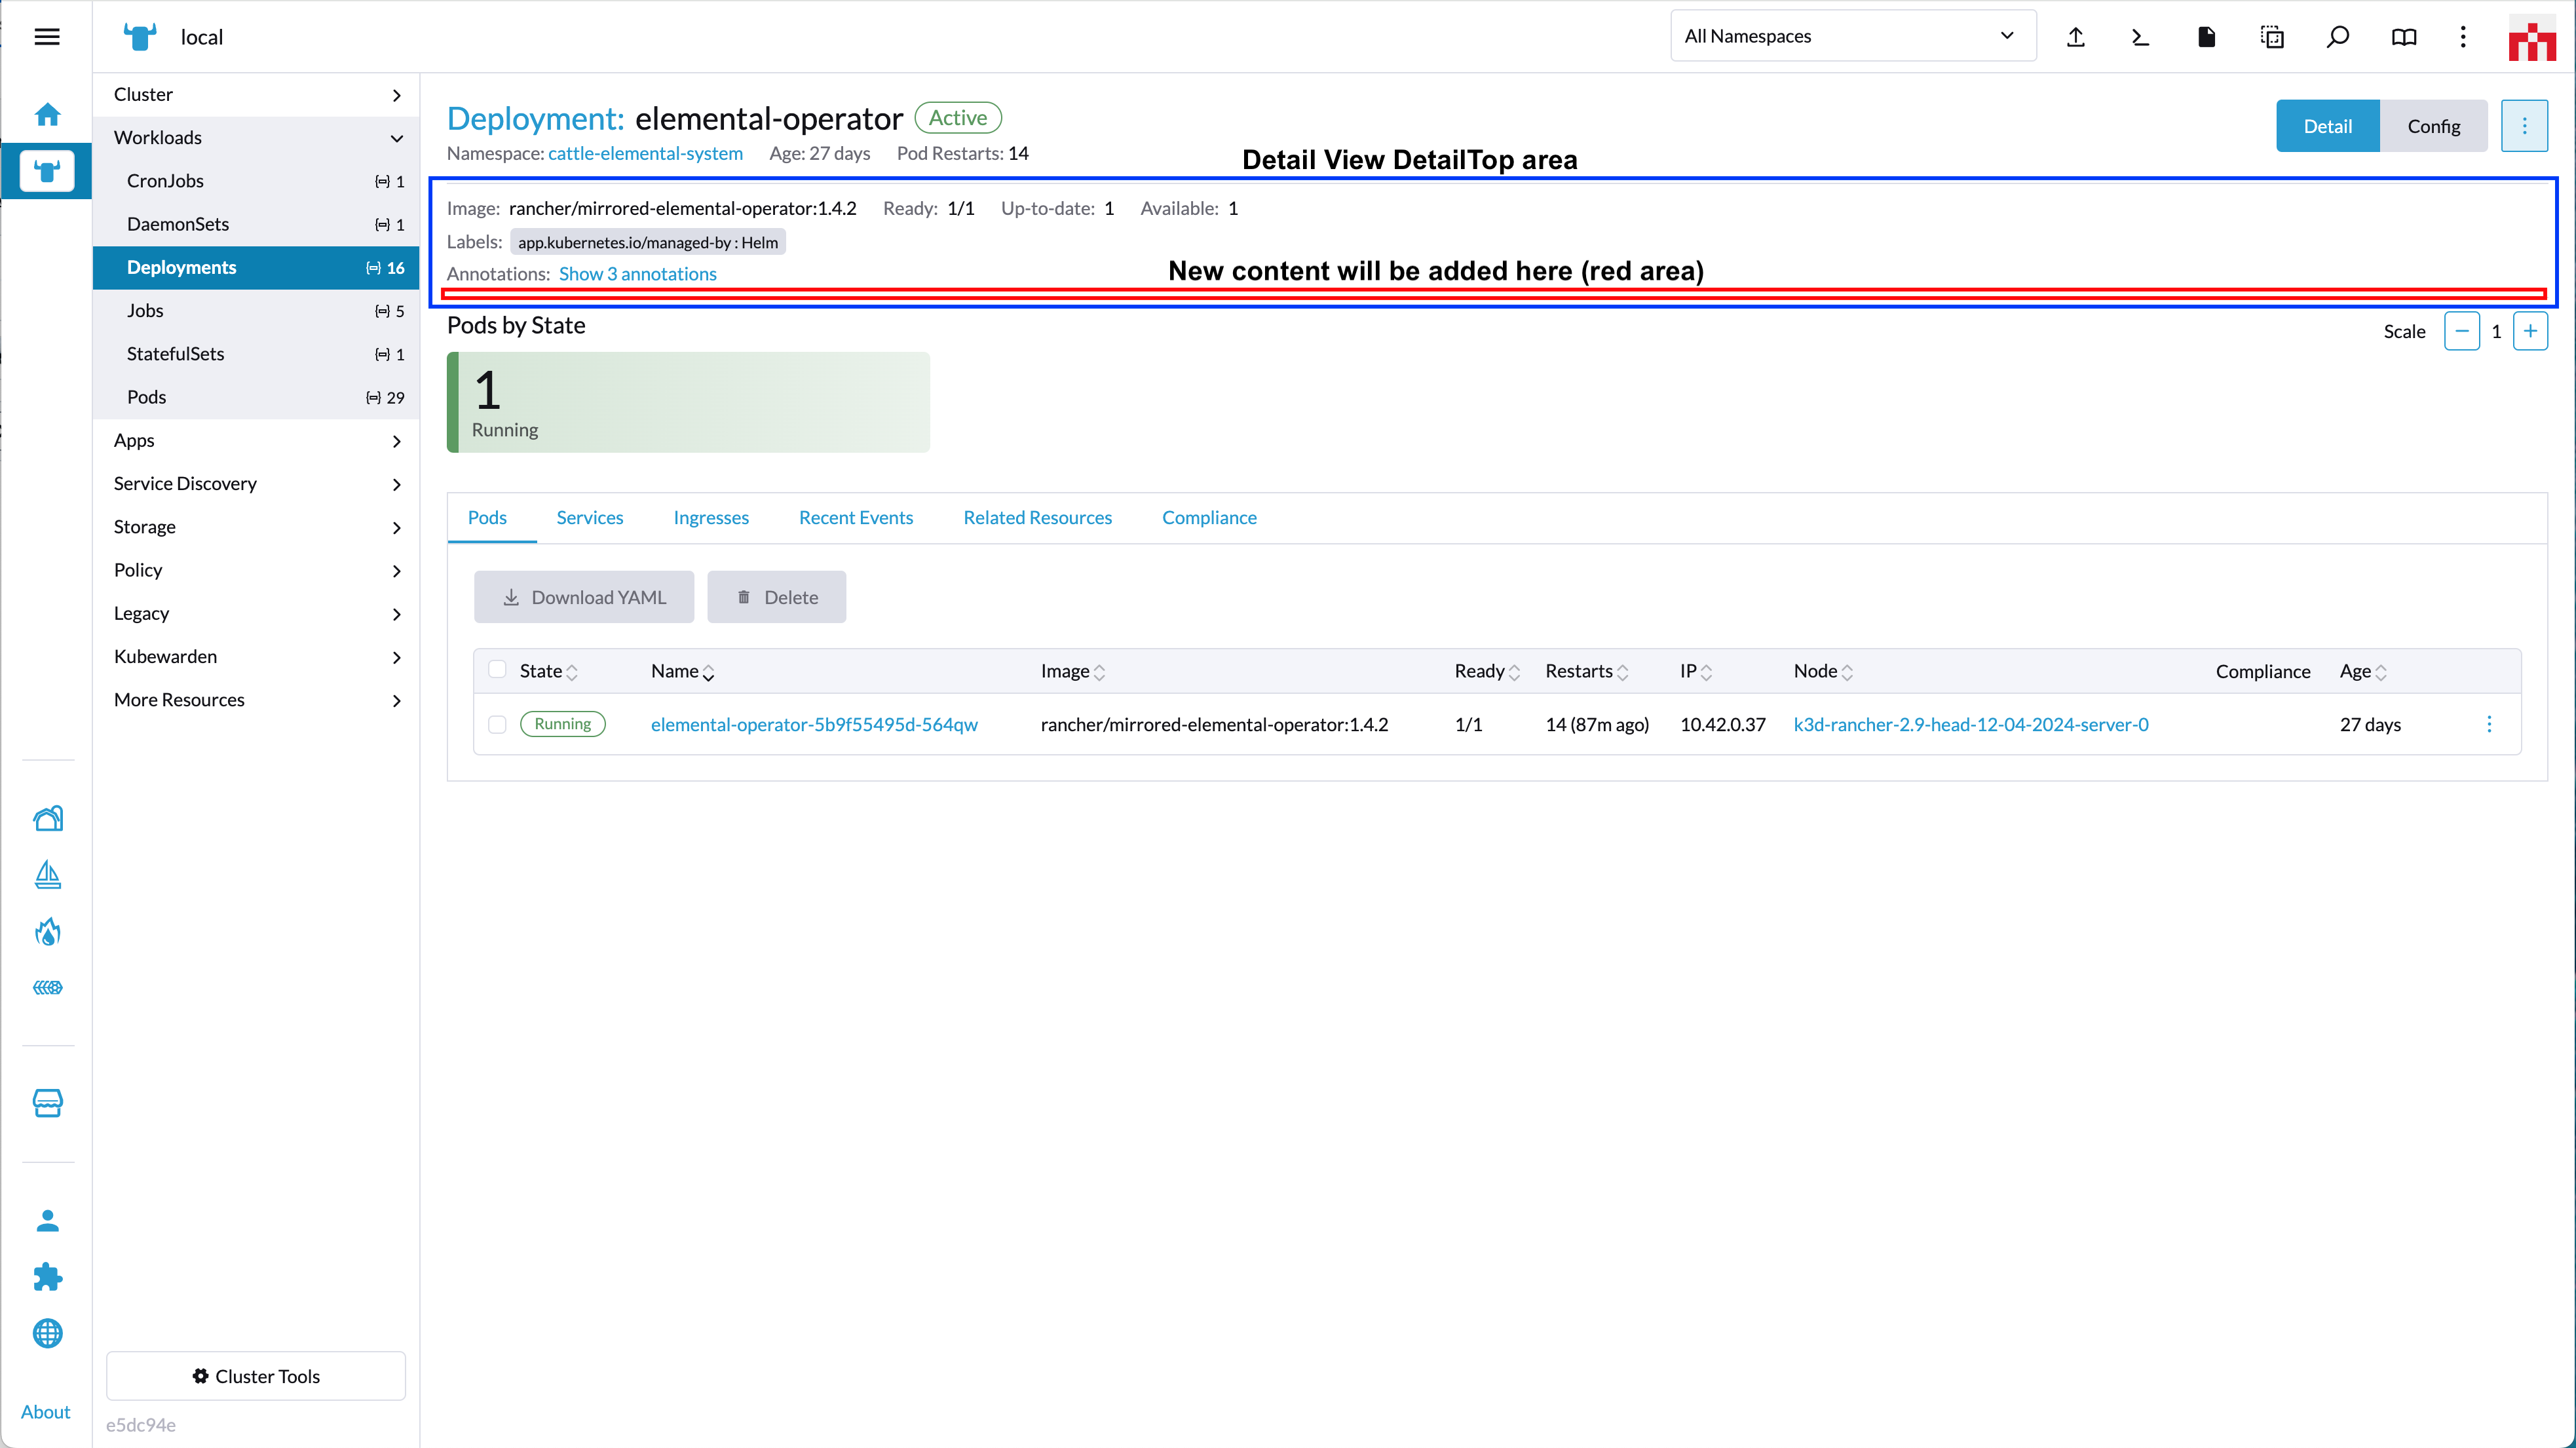 local
All Namespaces
Cluster
Workloads
CronJobs 1
DaemonSets 1
Deployments 16
Jobs 5
StatefulSets 1
Pods 29
Apps
Service Discovery
Storage
Policy
Legacy
Kubewarden
More Resources
Cluster Tools
About
e5dc94e
Deployment: elemental-operator Active
Detail Config
Namespace: cattle-elemental-system Age: 27 days Pod Restarts: 14
Detail View DetailTop area
Image: rancher/mirrored-elemental-operator:1.4.2 Ready: 1/1 Up-to-date: 1 Available: 1
Labels: app.kubernetes.io/managed-by : Helm
Annotations: Show 3 annotations
New content will be added here (red area)
Pods by State
Scale 1
1
Running
Pods Services Ingresses Recent Events Related Resources Compliance
Download YAML Delete
State Name Image Ready Restarts IP Node Compliance Age
Running elemental-operator-5b9f55495d-564qw rancher/mirrored-elemental-operator:1.4.2 1/1 14 (87m ago) 10.42.0.37 k3d-rancher-2.9-head-12-04-2024-server-0 27 days